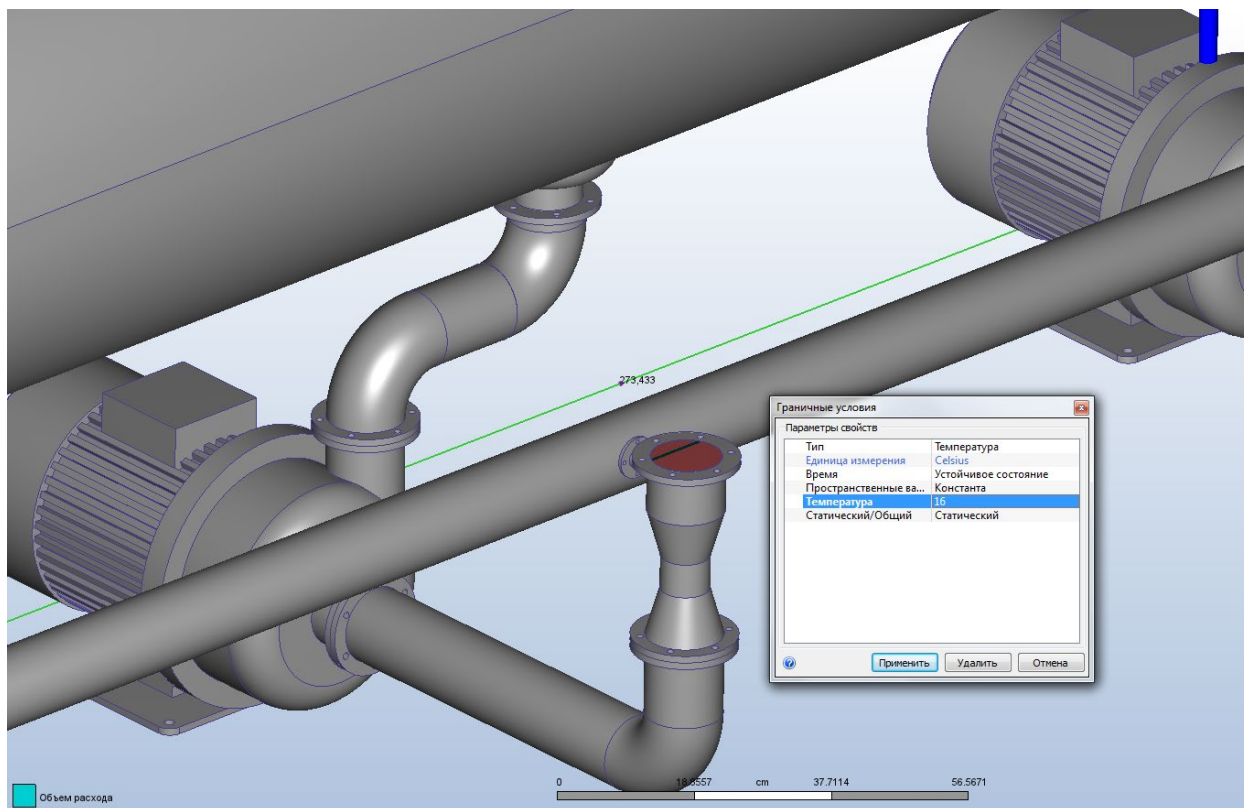 273,433
Граничные условия
Параметры свойств
Тип Температура
Единица измерения Celsius
Время Устойчивое состояние
Пространственные ва... Константа
Температура 16
Статический/Общий Статический
Применить Удалить Отмена
0 18.8557 cm 37.7114 56.5671
Объем расхода